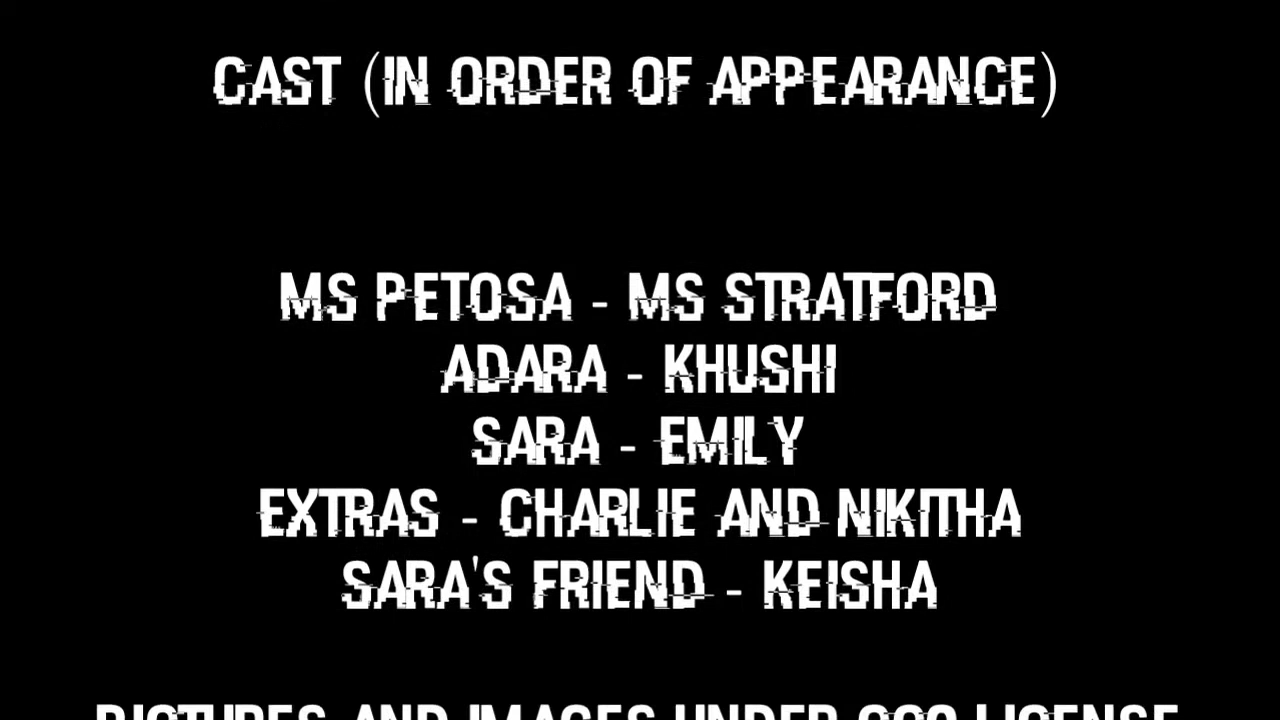 CAST (IN ORDER OF APPEARANCE)
MS PETOSA - MS STRATFORD
ADARA - KHUSHI
SARA - EMILY
EXTRAS - CHARLIE AND NIKITHA
SARA'S FRIEND - KEISHA
PICTURES AND IMAGES UNDER LICENSE